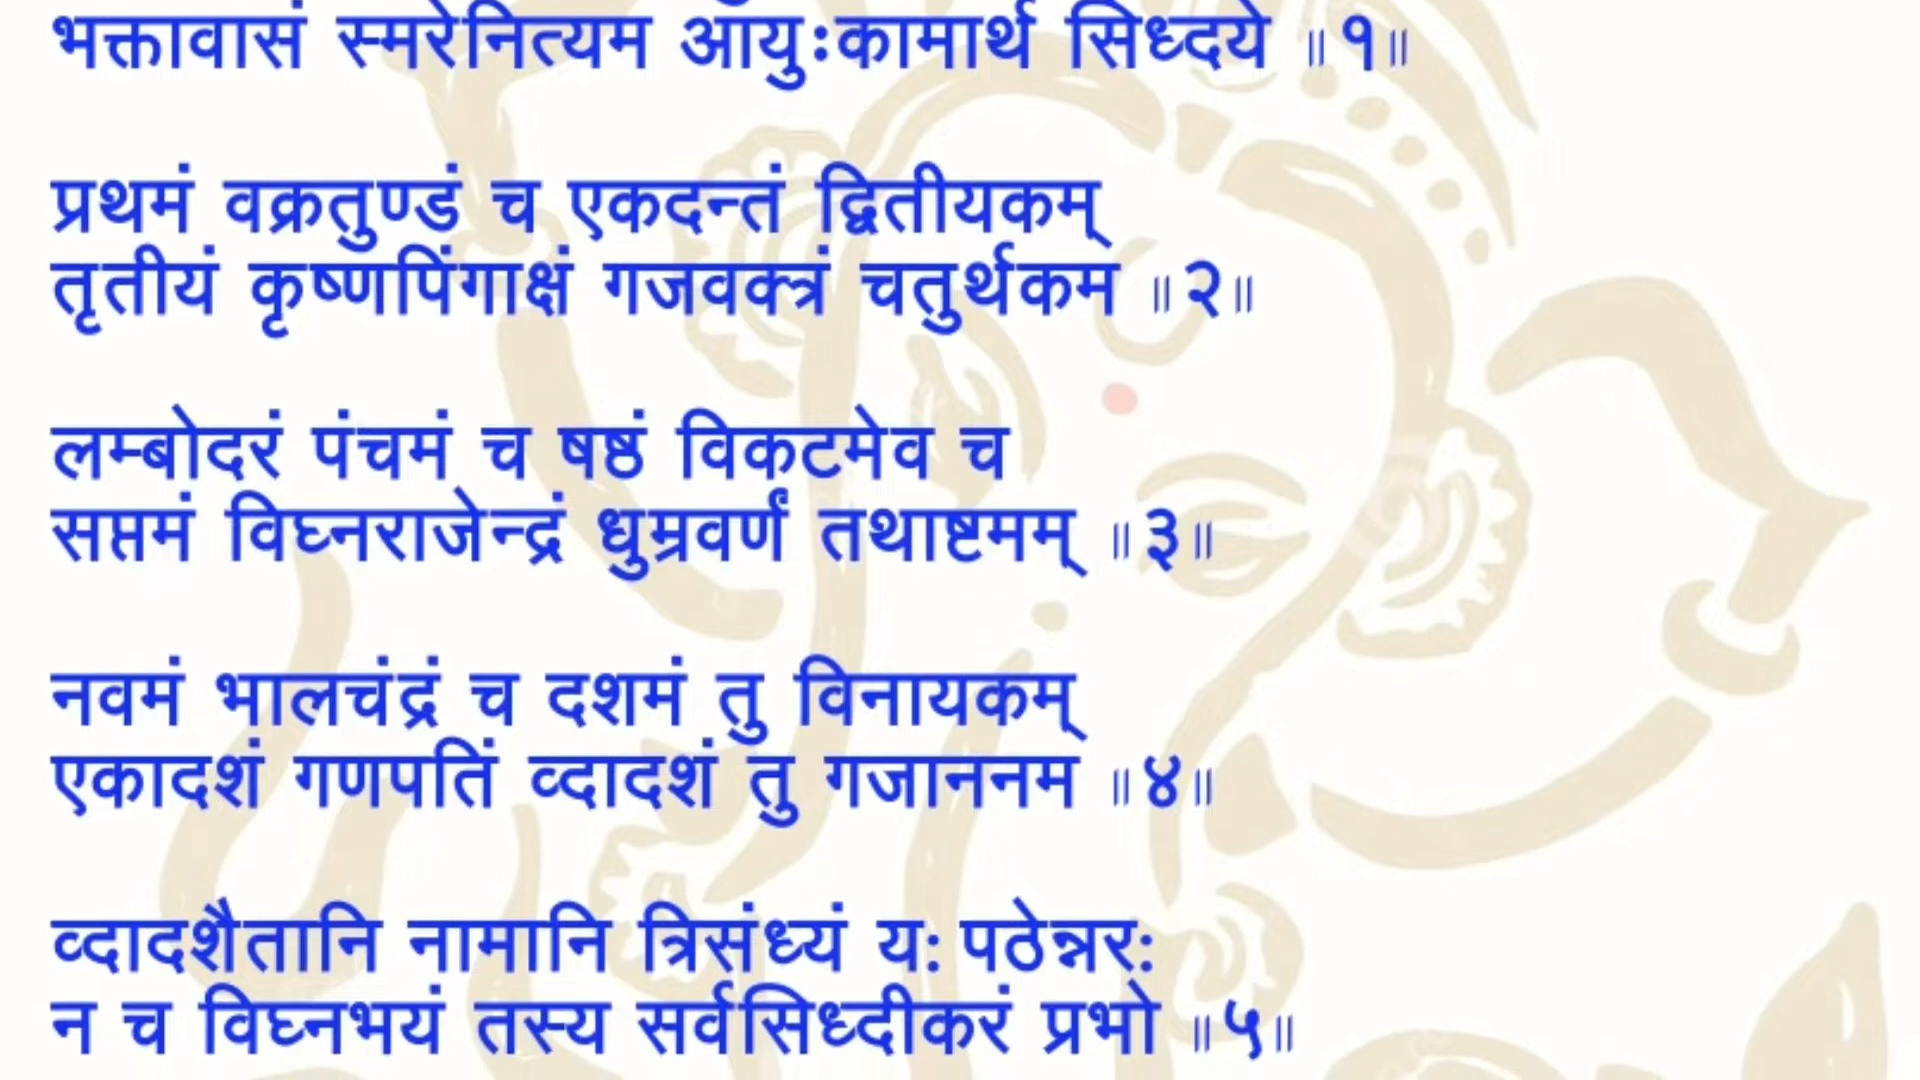 भक्तावासं स्मरेनित्यम आयुःकामार्थ सिध्दये ॥१॥
प्रथमं वक्रतुण्डं च एकदन्तं द्वितीयकम्
तृतीयं कृष्णपिंगाक्षं गजवक्त्रं चतुर्थकम ॥२॥
लम्बोदरं पंचमं च षष्ठं विकटमेव च
सप्तमं विघ्नराजेन्द्रं धुम्रवर्णं तथाष्टमम् ॥३॥
नवमं भालचंद्रं च दशमं तु विनायकम्
एकादशं गणपतिं व्दादशं तु गजाननम ॥४॥
व्दादशैतानि नामानि त्रिसंध्यं यः पठेन्नरः
न च विघ्नभयं तस्य सर्वसिध्दीकरं प्रभो ॥५॥